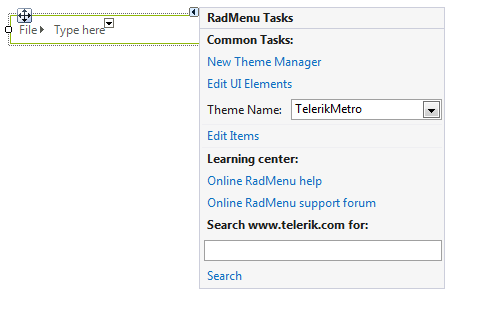 File Type here
RadMenu Tasks
Common Tasks:
New Theme Manager
Edit UI Elements
Theme Name: TelerikMetro
Edit Items
Learning center:
Online RadMenu help
Online RadMenu support forum
Search www.telerik.com for:
Search